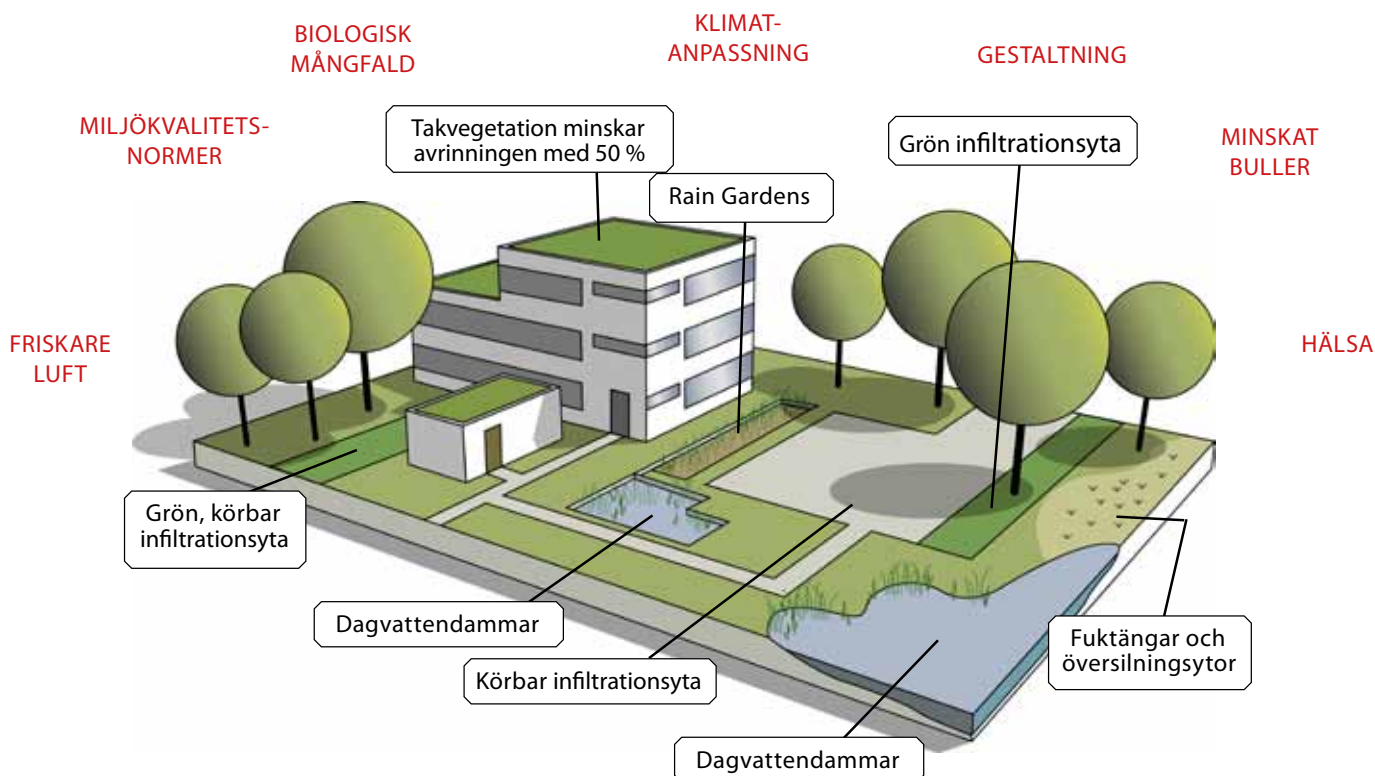 BIOLOGISK
MÅNGFALD
KLIMAT-
ANPASSNING
GESTALTNING
MILJÖKVALITETS-
NORMER
Takvegetation minskar
avrinningen med 50 %
Grön infiltrationsyta
MINSKAT
BULLER
Rain Gardens
FRISKARE
LUFT
HÄLSA
Grön, körbar
infiltrationsyta
Dagvattendammar
Körbar infiltrationsyta
Fuktängar och
översilningsytor
Dagvattendammar